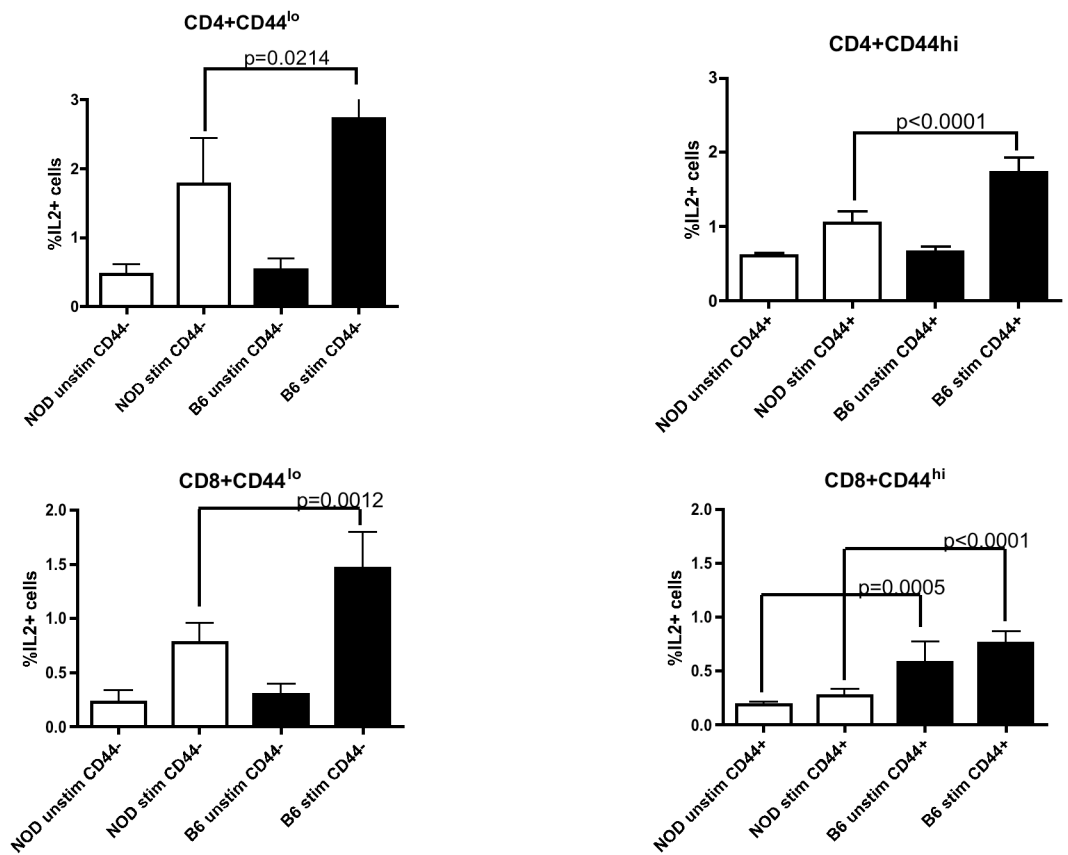 CD4+CD44lo
p=0.0214
%IL2+ cells
3
2
1
0
NOD unstim CD44-
NOD stim CD44-
B6 unstim CD44-
B6 stim CD44-
CD4+CD44hi
p<0.0001
%IL2+ cells
3
2
1
0
NOD unstim CD44+
NOD stim CD44+
B6 unstim CD44+
B6 stim CD44+
CD8+CD44lo
p=0.0012
%IL2+ cells
2.0
1.5
1.0
0.5
0.0
NOD unstim CD44-
NOD stim CD44-
B6 unstim CD44-
B6 stim CD44-
CD8+CD44hi
p<0.0001
p=0.0005
%IL2+ cells
2.0
1.5
1.0
0.5
0.0
NOD unstim CD44+
NOD stim CD44+
B6 unstim CD44+
B6 stim CD44+